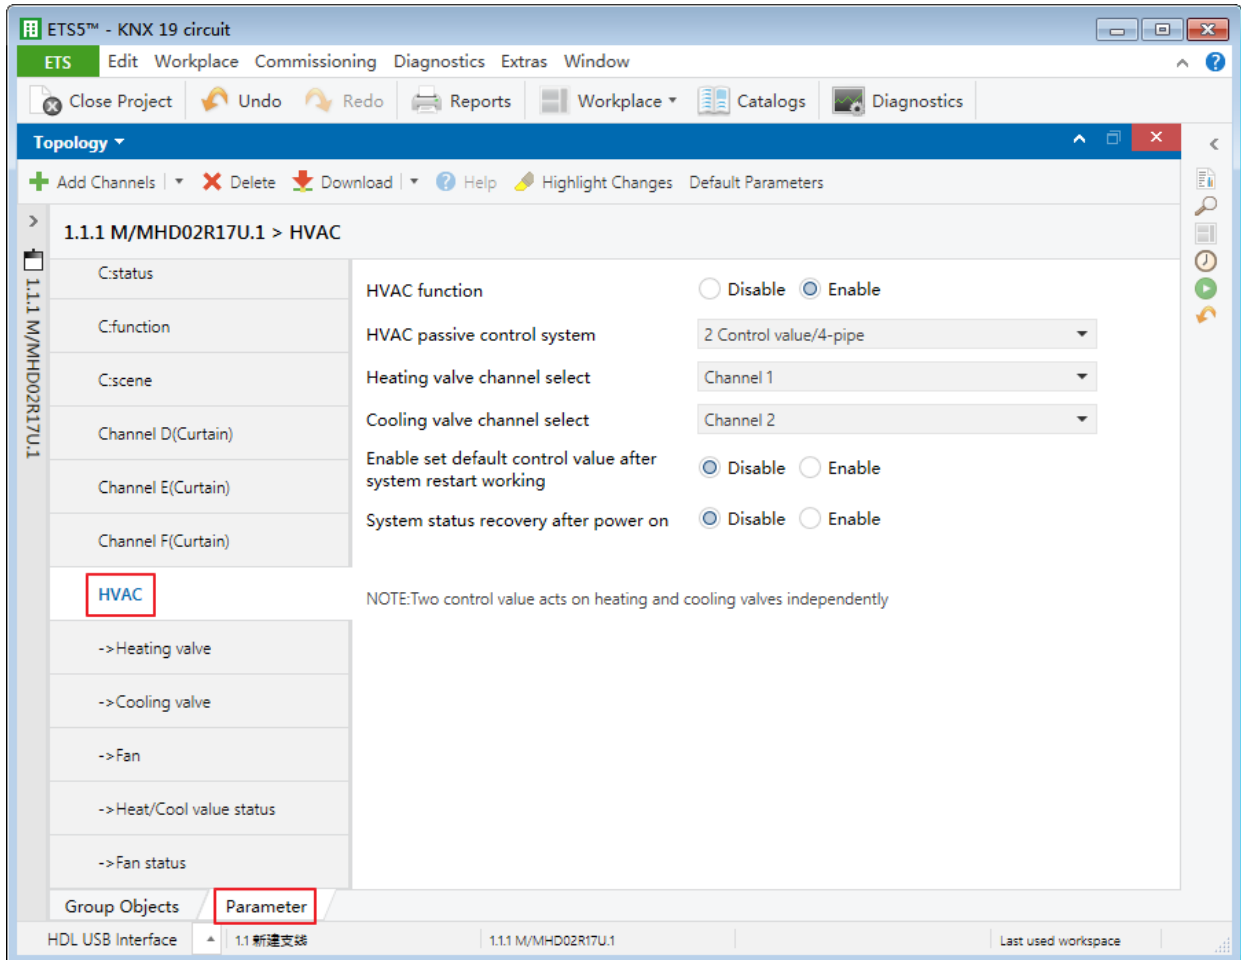 ETS5™ - KNX 19 circuit
ETS Edit Workplace Commissioning Diagnostics Extras Window
Close Project Undo Redo Reports Workplace Catalogs Diagnostics
Topology
Add Channels Delete Download Help Highlight Changes Default Parameters
1.1.1 M/MHD02R17U.1 > HVAC
1.1.1 M/MHD02R17U.1
C:status
C:function
C:scene
Channel D(Curtain)
Channel E(Curtain)
Channel F(Curtain)
HVAC
->Heating valve
->Cooling valve
->Fan
->Heat/Cool value status
->Fan status
HVAC function Disable Enable
HVAC passive control system 2 Control value/4-pipe
Heating valve channel select Channel 1
Cooling valve channel select Channel 2
Enable set default control value after
system restart working Disable Enable
System status recovery after power on Disable Enable
NOTE:Two control value acts on heating and cooling valves independently
Group Objects Parameter
HDL USB Interface 1.1 新建支线 1.1.1 M/MHD02R17U.1 Last used workspace